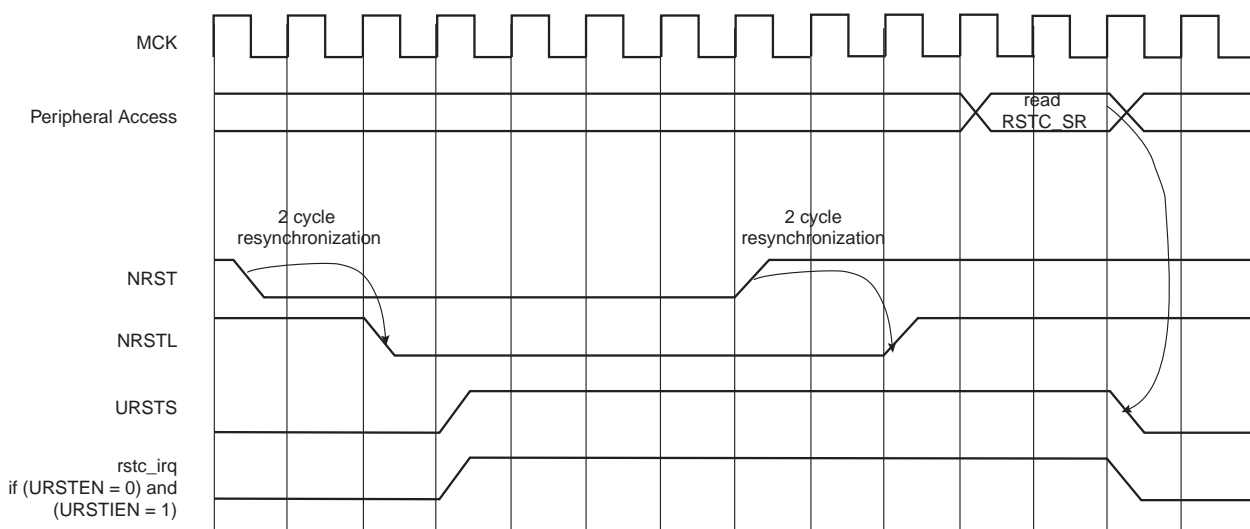 MCK
Peripheral Access
read
RSTC_SR
2 cycle
resynchronization
2 cycle
resynchronization
NRST
NRSTL
URSTS
rstc_irq
if (URSTEN = 0) and
(URSTIEN = 1)